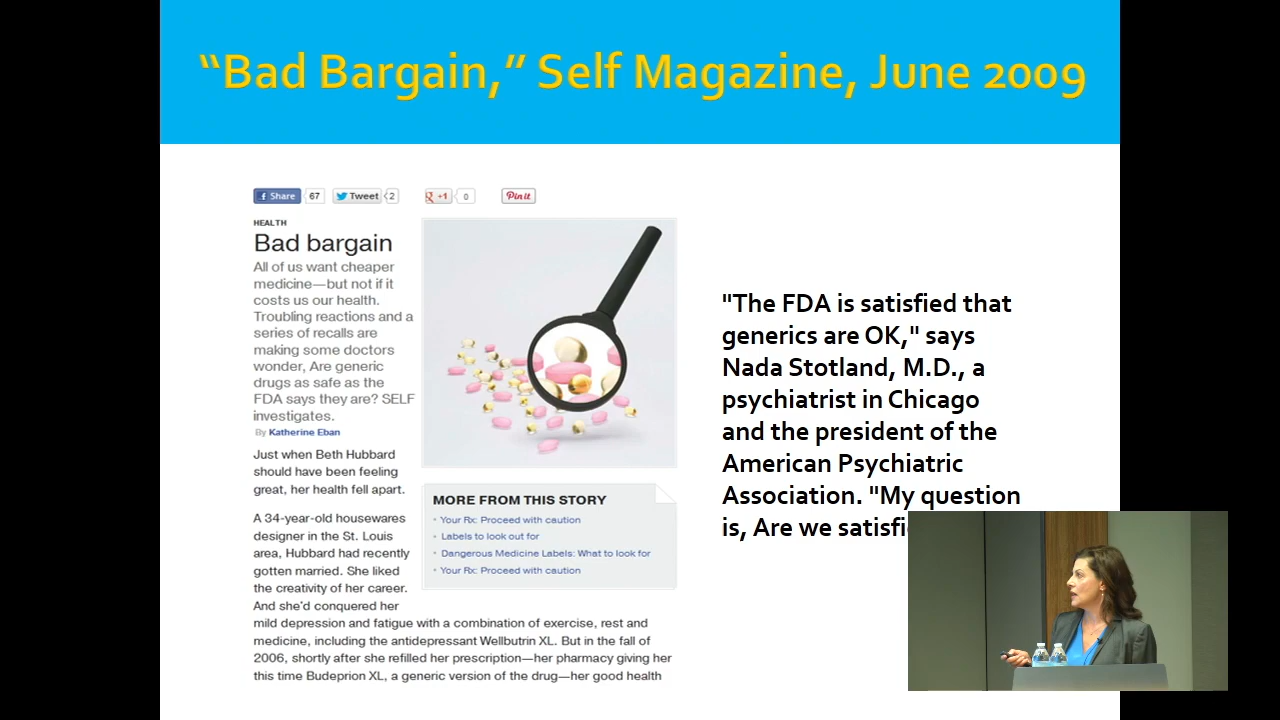 “Bad Bargain,” Self Magazine, June 2009
Share 67 Tweet 2 +1 0 Pin it
HEALTH
Bad bargain
All of us want cheaper
medicine—but not if it
costs us our health.
Troubling reactions and a
series of recalls are
making some doctors
wonder, Are generic
drugs as safe as the
FDA says they are? SELF
investigates.
By Katherine Eban
Just when Beth Hubbard
should have been feeling
great, her health fell apart.
A 34-year-old housewares
designer in the St. Louis
area, Hubbard had recently
gotten married. She liked
the creativity of her career.
And she'd conquered her
mild depression and fatigue with a combination of exercise, rest and
medicine, including the antidepressant Wellbutrin XL. But in the fall of
2006, shortly after she refilled her prescription—her pharmacy giving her
this time Budeprion XL, a generic version of the drug—her good health
MORE FROM THIS STORY
• Your Rx: Proceed with caution
• Labels to look out for
• Dangerous Medicine Labels: What to look for
• Your Rx: Proceed with caution
"The FDA is satisfied that
generics are OK," says
Nada Stotland, M.D., a
psychiatrist in Chicago
and the president of the
American Psychiatric
Association. "My question
is, Are we